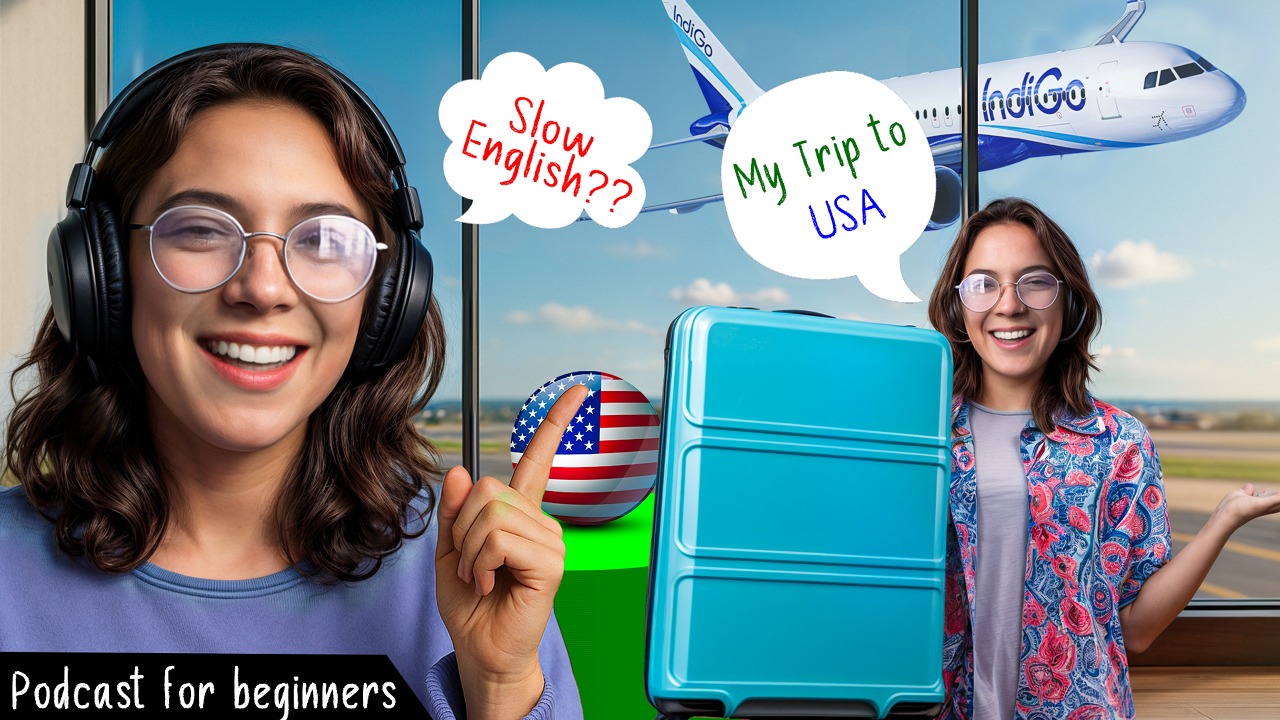 Slow
English??
My Trip to
USA
IndiGo
IndiGo
Podcast for beginners